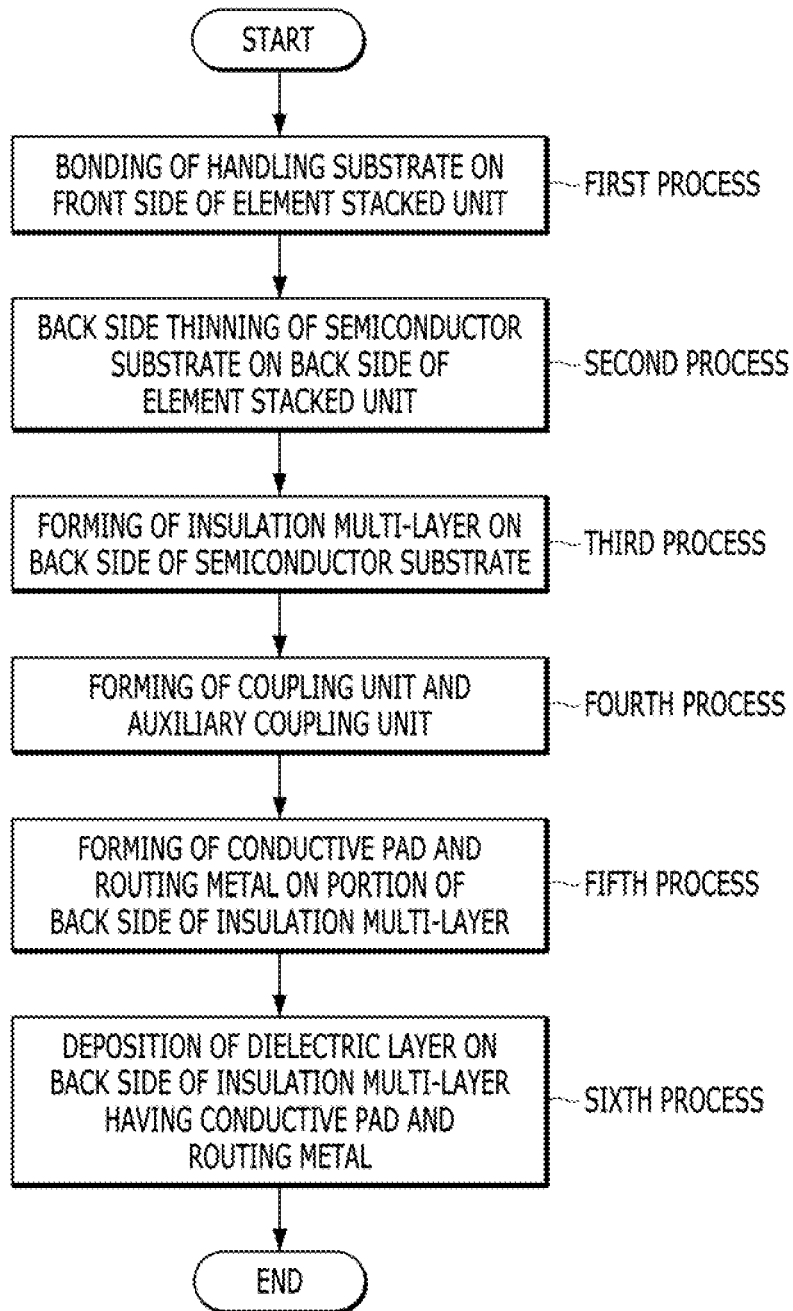 START
BONDING OF HANDLING SUBSTRATE ON
FRONT SIDE OF ELEMENT STACKED UNIT
FIRST PROCESS
BACK SIDE THINNING OF SEMICONDUCTOR
SUBSTRATE ON BACK SIDE OF
ELEMENT STACKED UNIT
SECOND PROCESS
FORMING OF INSULATION MULTI-LAYER ON
BACK SIDE OF SEMICONDUCTOR SUBSTRATE
THIRD PROCESS
FORMING OF COUPLING UNIT AND
AUXILIARY COUPLING UNIT
FOURTH PROCESS
FORMING OF CONDUCTIVE PAD AND
ROUTING METAL ON PORTION OF
BACK SIDE OF INSULATION MULTI-LAYER
FIFTH PROCESS
DEPOSITION OF DIELECTRIC LAYER ON
BACK SIDE OF INSULATION MULTI-LAYER
HAVING CONDUCTIVE PAD AND
ROUTING METAL
SIXTH PROCESS
END